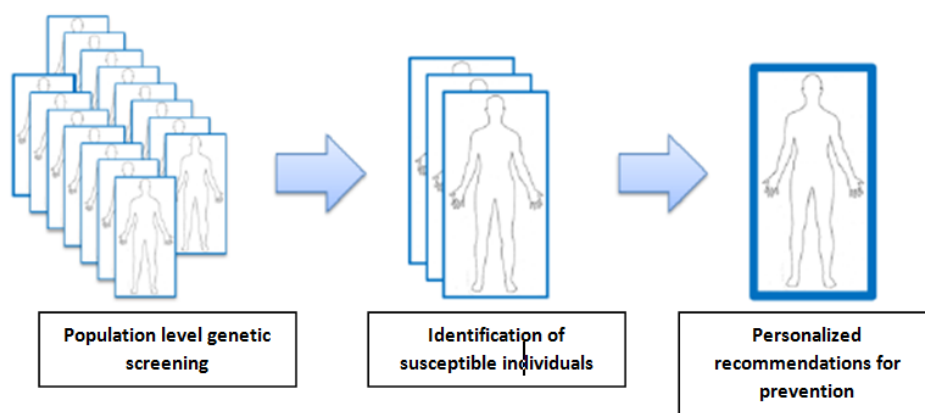 Population level genetic
screening
Identification of
susceptible individuals
Personalized
recommendations for
prevention